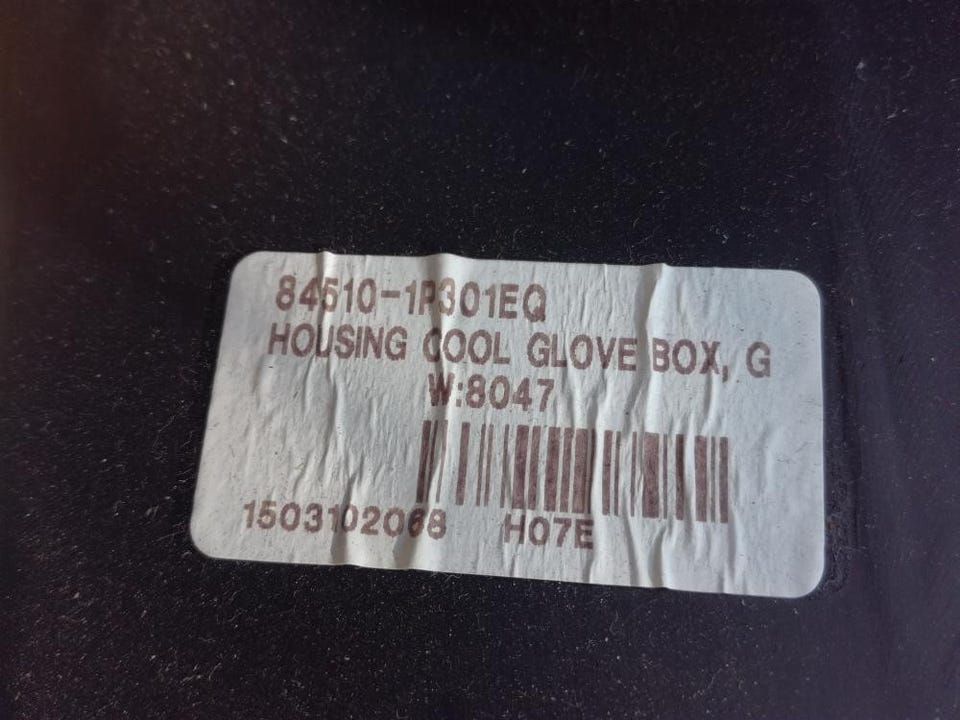 84510-1P301EQ
HOUSING COOL GLOVE BOX, G
W:8047
1503102068 H07E